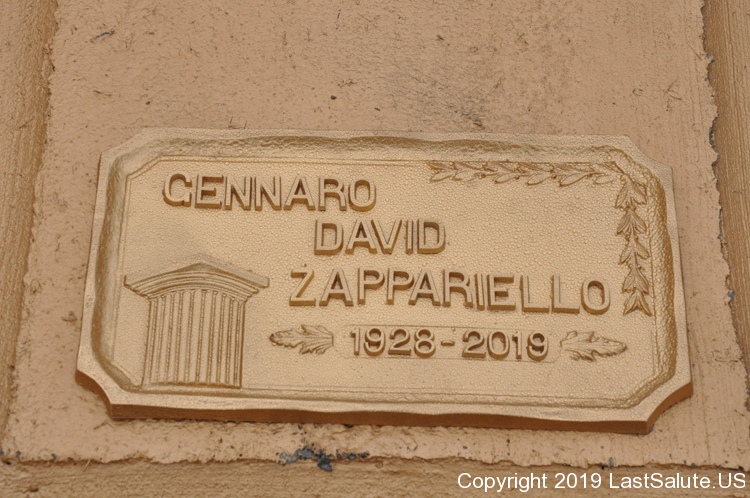 GENNARO
DAVID
ZAPPARIELLO
1928-2019
Copyright 2019 LastSalute.US